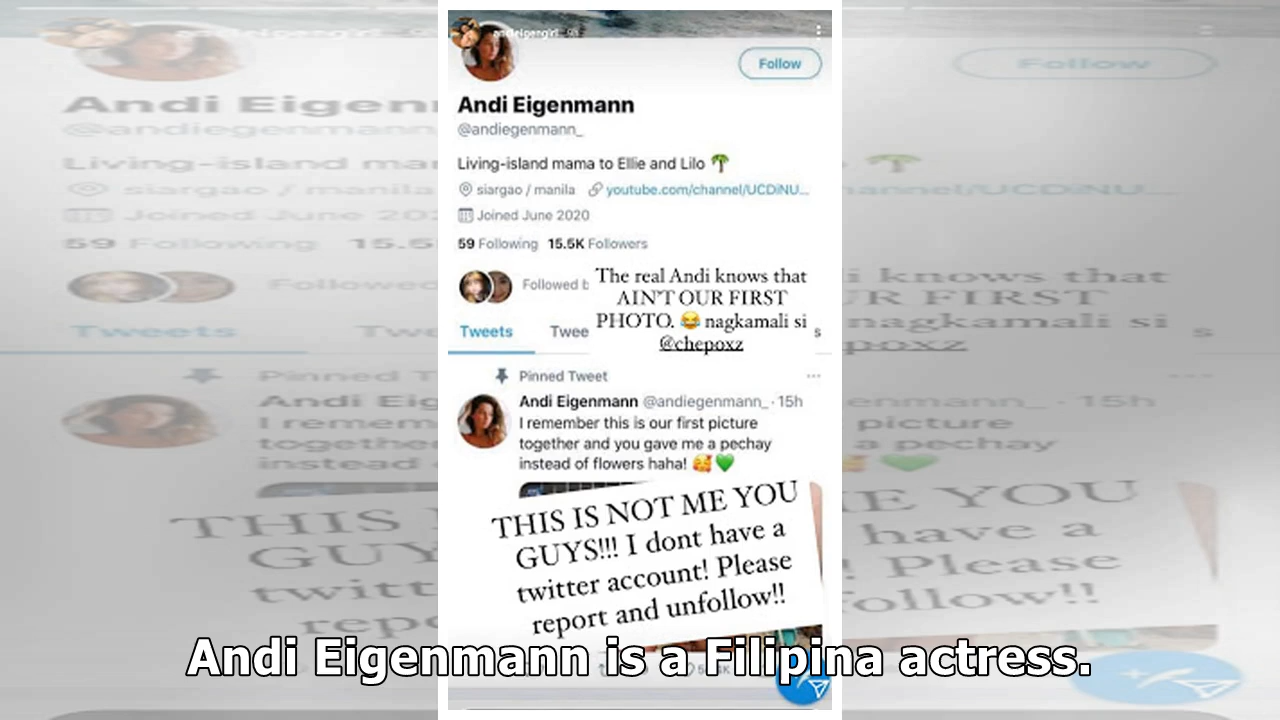 andieigengirl 9h
Follow
Andi Eigenmann
@andiegenmann_
Living-island mama to Ellie and Lilo 🌴
siargao / manila youtube.com/channel/UCDiNU...
Joined June 2020
59 Following 15.5K Followers
Followed b
The real Andi knows that
AIN'T OUR FIRST
PHOTO. 😂 nagkamali si
@chepoxz
Tweets Twee s
Pinned Tweet
Andi Eigenmann @andiegenmann_ · 15h
I remember this is our first picture
together and you gave me a pechay
instead of flowers haha! 🥰💚
THIS IS NOT ME YOU
GUYS!!! I dont have a
twitter account! Please
report and unfollow!!
Andi Eigenmann is a Filipina actress.